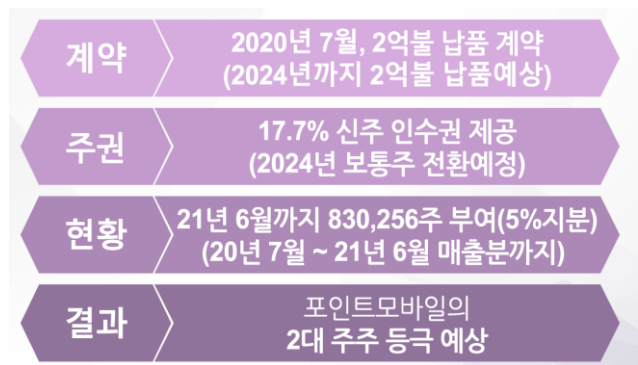 계약
2020년 7월, 2억불 납품 계약
(2024년까지 2억불 납품예상)
주권
17.7% 신주 인수권 제공
(2024년 보통주 전환예정)
현황
21년 6월까지 830,256주 부여(5%지분)
(20년 7월 ~ 21년 6월 매출분까지)
결과
포인트모바일의
2대 주주 등극 예상